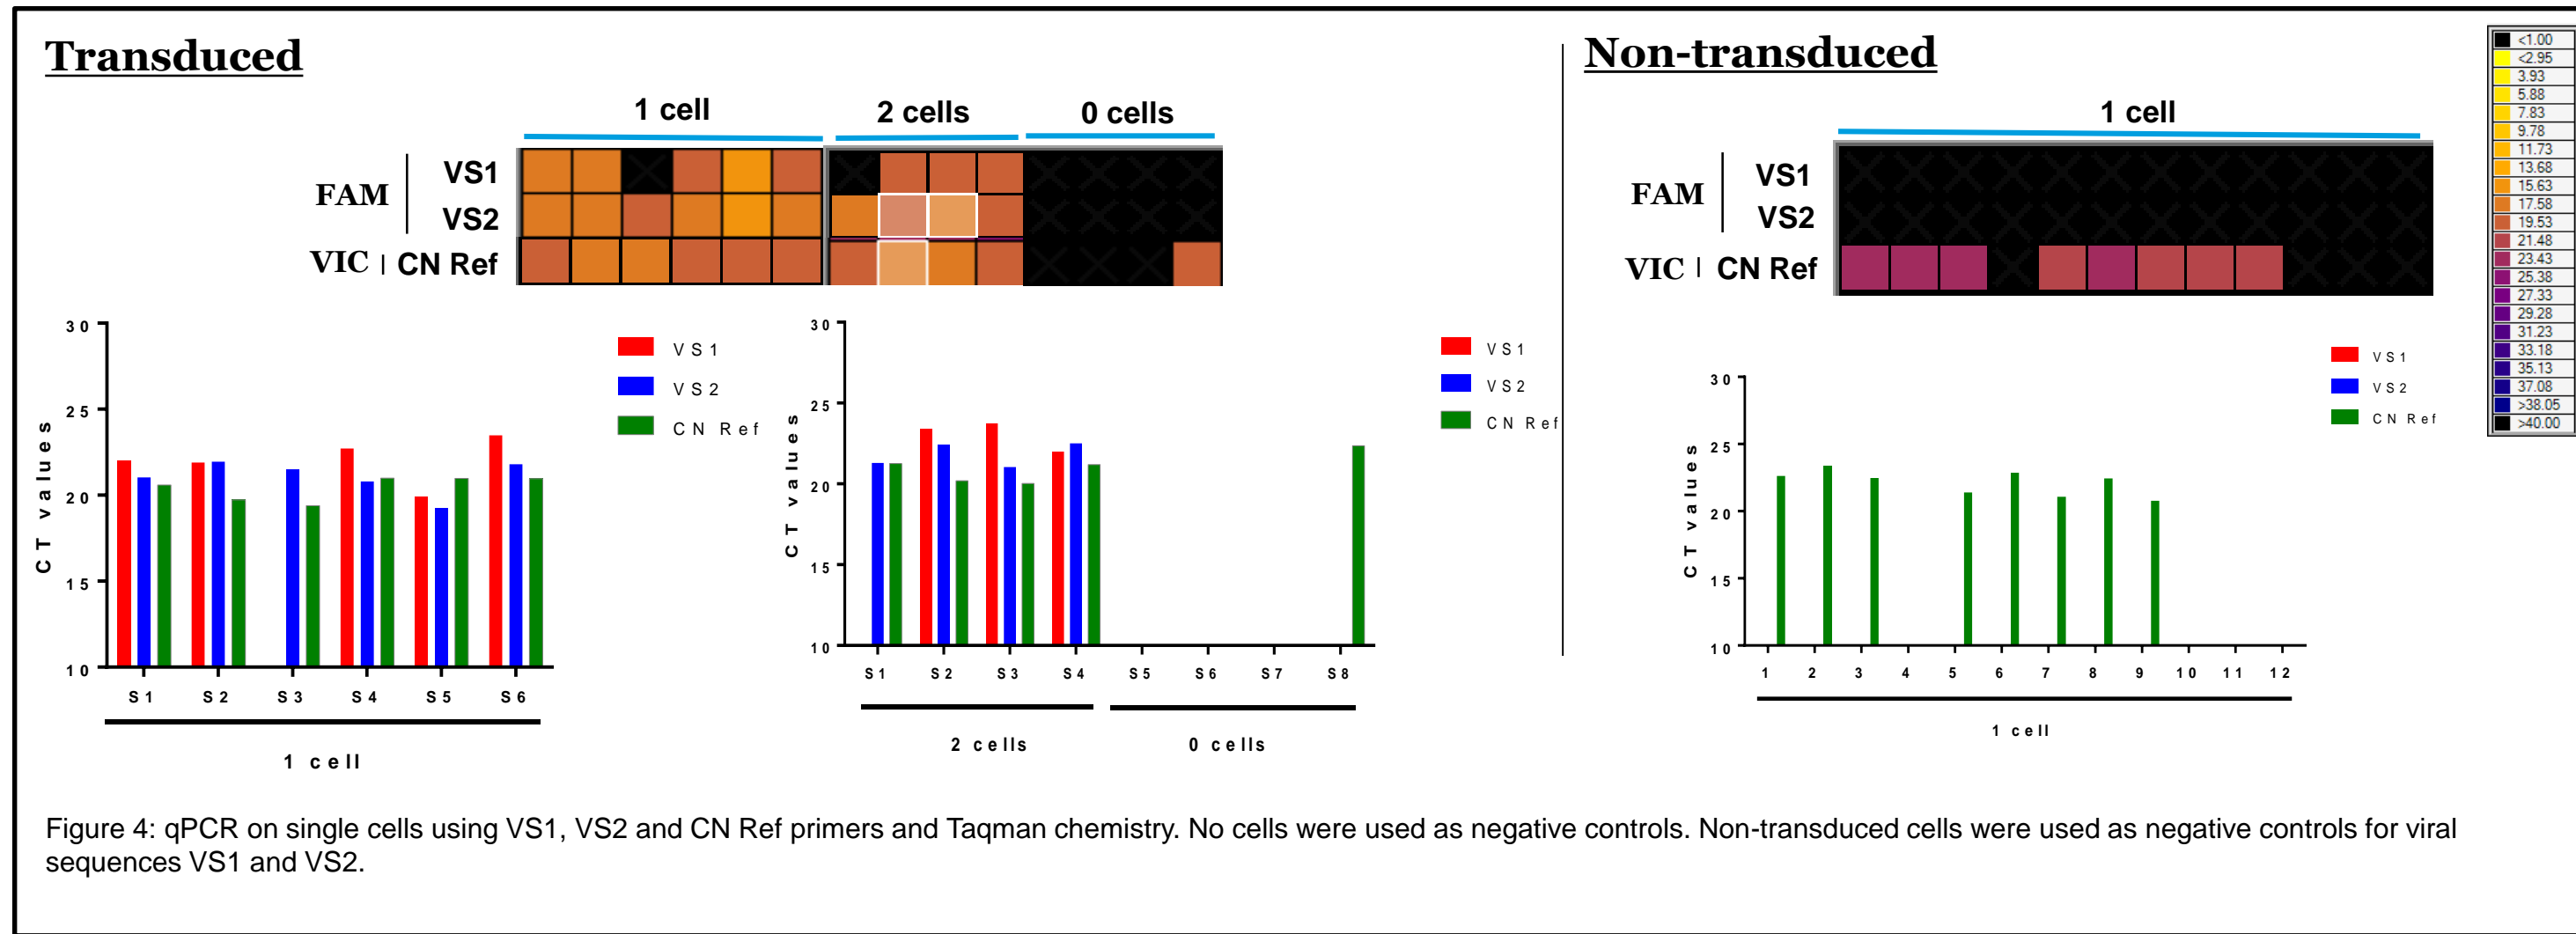 Transduced
Non-transduced
1 cell
2 cells
0 cells
1 cell
FAM
VS1
VS2
VIC
CN Ref
FAM
VS1
VS2
VIC
CN Ref
<1.00
<2.95
3.93
5.88
7.83
9.78
11.73
13.68
15.63
17.58
19.53
21.48
23.43
25.38
27.33
29.28
31.23
33.18
35.13
37.08
>38.05
>40.00
CT values
30
25
20
15
10
S1 S2 S3 S4 S5 S6
1 cell
VS1
VS2
CN Ref
CT values
30
25
20
15
10
S1 S2 S3 S4 S5 S6 S7 S8
2 cells
0 cells
VS1
VS2
CN Ref
CT values
30
25
20
15
10
1 2 3 4 5 6 7 8 9 10 11 12
1 cell
VS1
VS2
CN Ref
Figure 4: qPCR on single cells using VS1, VS2 and CN Ref primers and Taqman chemistry. No cells were used as negative controls. Non-transduced cells were used as negative controls for viral
sequences VS1 and VS2.